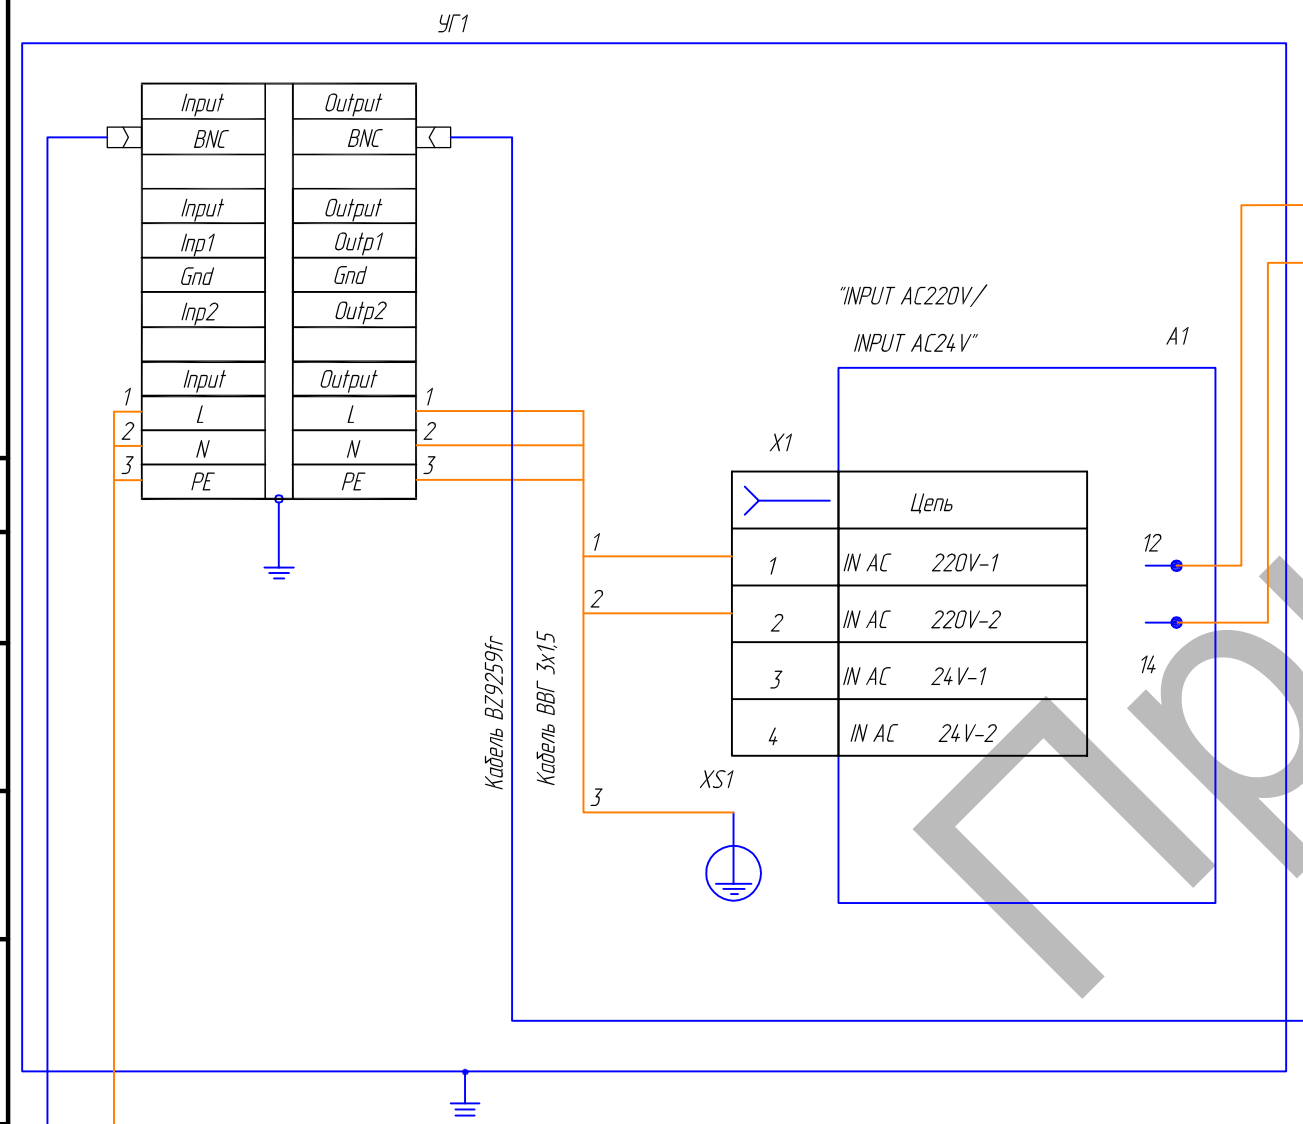 УГ1
Input Output
BNC BNC
Input Output
Inp1 Outp1
Gnd Gnd
Inp2 Outp2
Input Output
1 L L 1
2 N N 2
3 PE PE 3
"INPUT AC220V/
INPUT AC24V"
A1
X1
Цепь
1 1 IN AC 220V-1
2 2 IN AC 220V-2
3 IN AC 24V-1
4 IN AC 24V-2
12
14
Кабель BZ9259fr
Кабель ВВГ 3x1,5
XS1
3